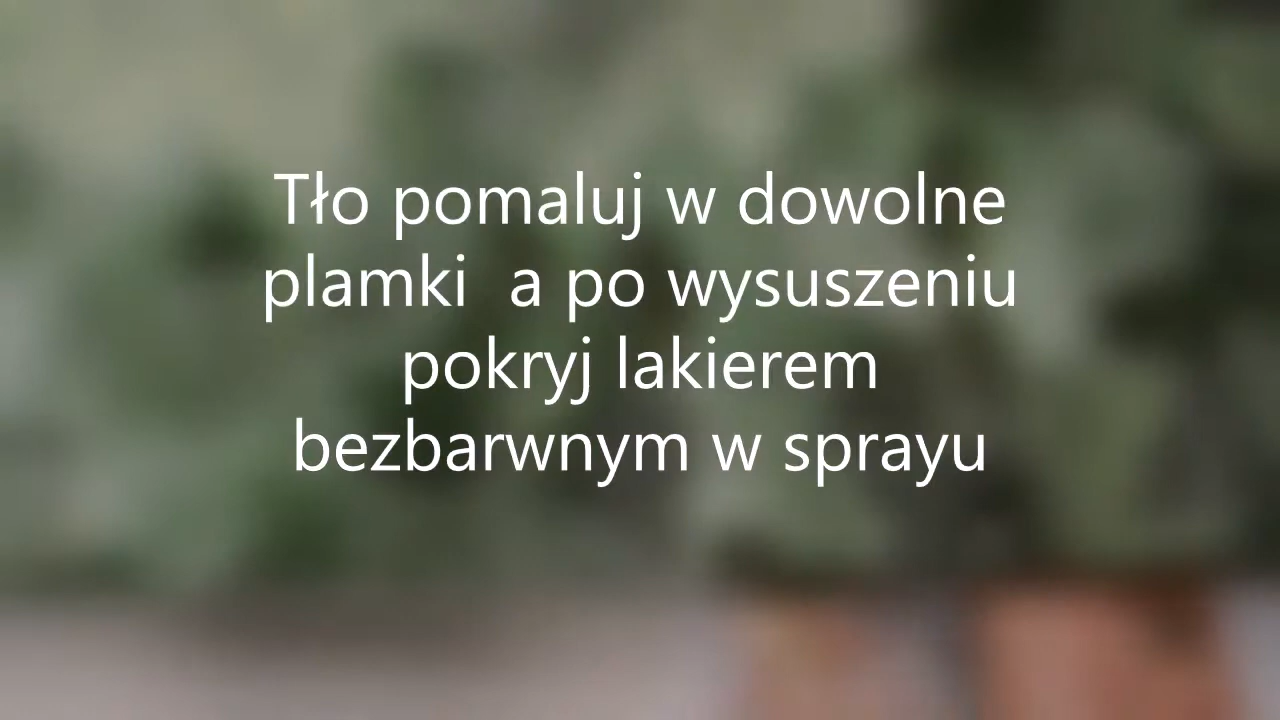 Tło pomaluj w dowolne
plamki  a po wysuszeniu
pokryj lakierem
bezbarwnym w sprayu